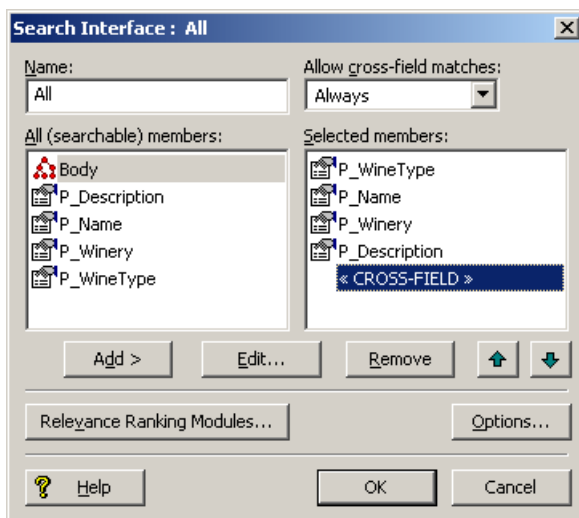 Search Interface : All
Name:
All
Allow cross-field matches:
Always
All (searchable) members:
Body
P_Description
P_Name
P_Winery
P_WineType
Selected members:
P_WineType
P_Name
P_Winery
P_Description
« CROSS-FIELD »
Add >
Edit...
Remove
Relevance Ranking Modules...
Options...
? Help
OK
Cancel